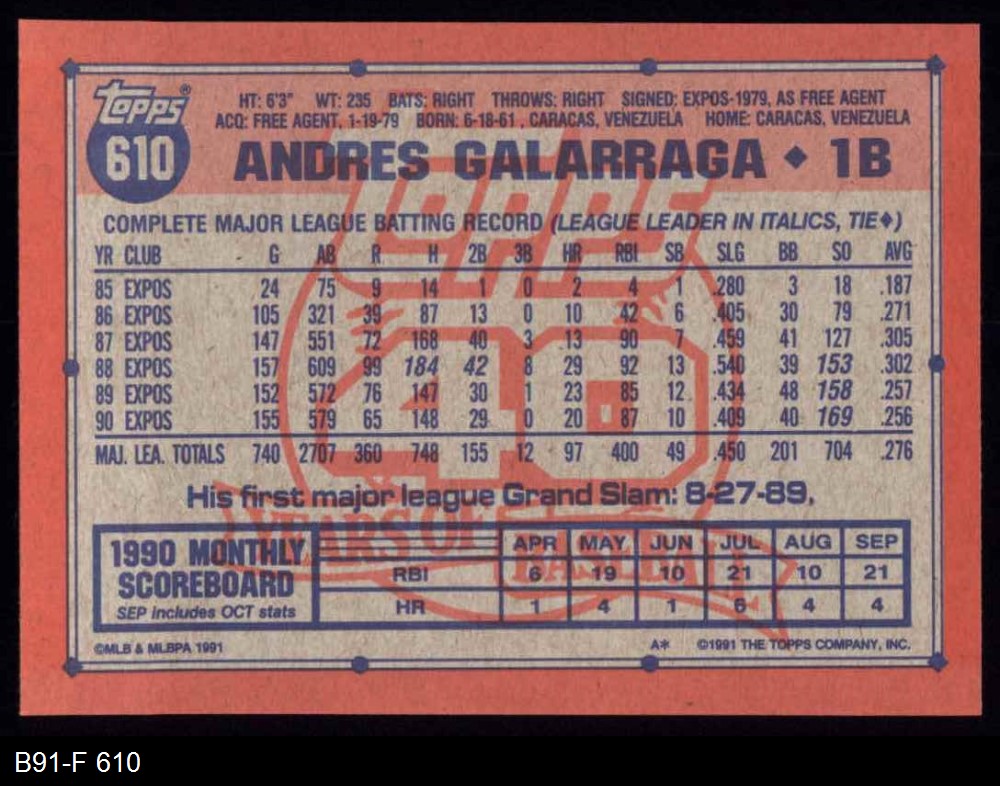 Topps®
610
HT: 6'3" WT: 235 BATS: RIGHT THROWS: RIGHT SIGNED: EXPOS-1979, AS FREE AGENT
ACQ: FREE AGENT, 1-19-79 BORN: 6-18-61, CARACAS, VENEZUELA HOME: CARACAS, VENEZUELA
ANDRES GALARRAGA ◆ 1B
COMPLETE MAJOR LEAGUE BATTING RECORD (LEAGUE LEADER IN ITALICS, TIE◆)
YR CLUB G AB R H 2B 3B HR RBI SB SLG BB SO AVG
85 EXPOS 24 75 9 14 1 0 2 4 1 .280 3 18 .187
86 EXPOS 105 321 39 87 13 0 10 42 6 .405 30 79 .271
87 EXPOS 147 551 72 168 40 3 13 90 7 .459 41 127 .305
88 EXPOS 157 609 99 184 42 8 29 92 13 .540 39 153 .302
89 EXPOS 152 572 76 147 30 1 23 85 12 .434 48 158 .257
90 EXPOS 155 579 65 148 29 0 20 87 10 .409 40 169 .256
MAJ. LEA. TOTALS 740 2707 360 748 155 12 97 400 49 .450 201 704 .276
His first major league Grand Slam: 8-27-89.
TOPPS
40
YEARS OF
BASEBALL
1990 MONTHLY
SCOREBOARD
SEP includes OCT stats
APR MAY JUN JUL AUG SEP
RBI 6 19 10 21 10 21
HR 1 4 1 6 4 4
©MLB & MLBPA 1991 A* ©1991 THE TOPPS COMPANY, INC.
B91-F 610